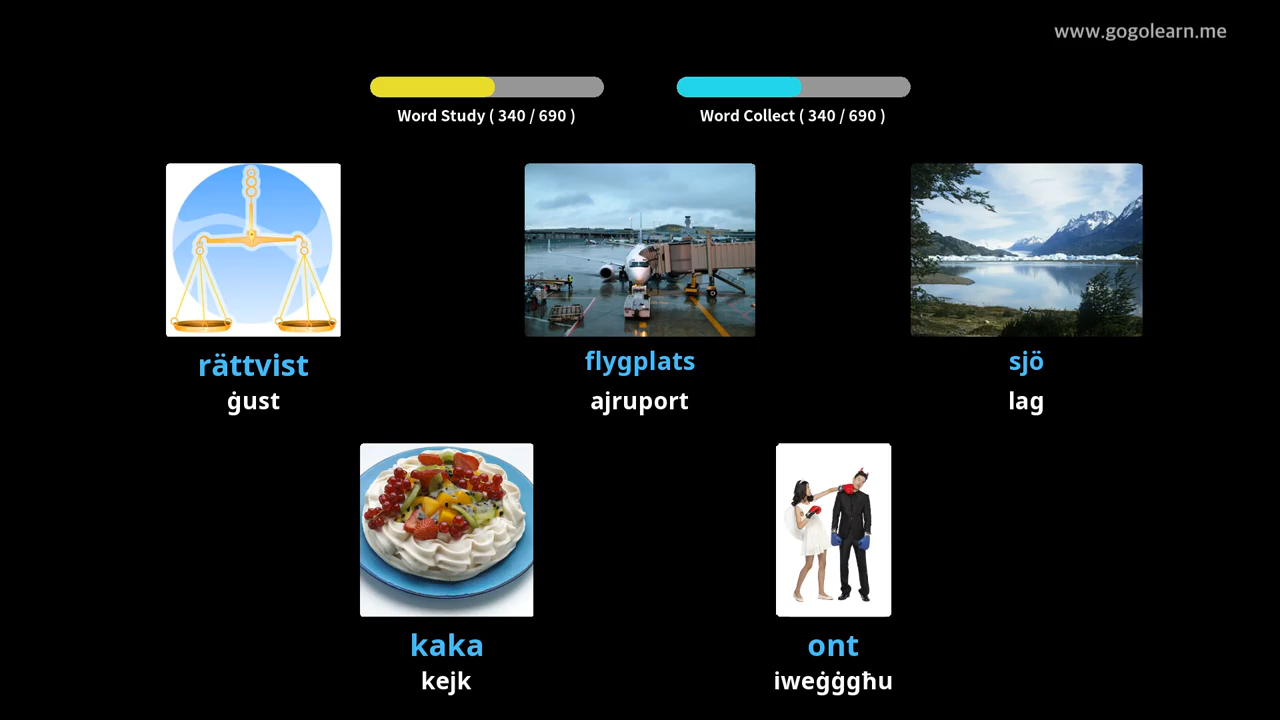 www.gogolearn.me
Word Study ( 340 / 690 )
Word Collect ( 340 / 690 )
rättvist
ġust
flygplats
ajruport
sjö
lag
kaka
kejk
ont
iweġġgħu